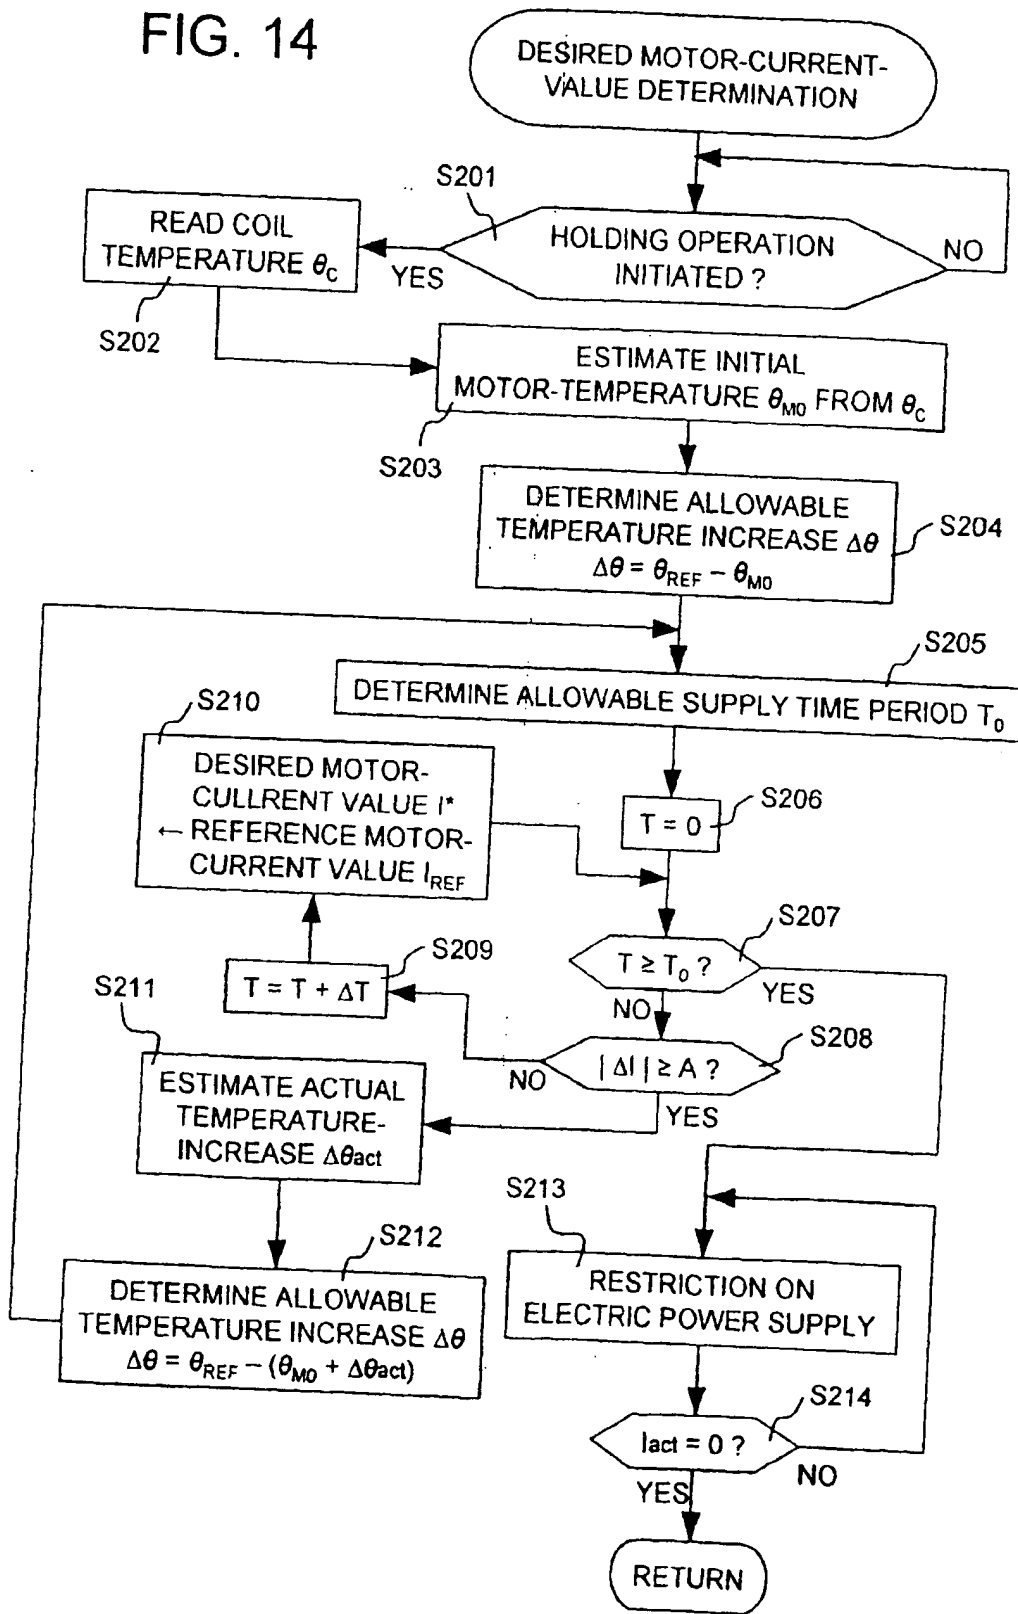 FIG. 14
DESIRED MOTOR-CURRENT-
VALUE DETERMINATION
S201
HOLDING OPERATION
INITIATED ?
NO
YES
READ COIL
TEMPERATURE θC
S202
ESTIMATE INITIAL
MOTOR-TEMPERATURE θM0 FROM θC
S203
DETERMINE ALLOWABLE
TEMPERATURE INCREASE Δθ
Δθ = θREF − θM0
S204
S205
DETERMINE ALLOWABLE SUPPLY TIME PERIOD T0
S210
DESIRED MOTOR-
CULLRENT VALUE I*
← REFERENCE MOTOR-
CURRENT VALUE IREF
S206
T = 0
S207
T ≥ T0 ?
YES
NO
S209
T = T + ΔT
S208
| ΔI | ≥ A ?
NO
YES
S211
ESTIMATE ACTUAL
TEMPERATURE-
INCREASE Δθact
S212
DETERMINE ALLOWABLE
TEMPERATURE INCREASE Δθ
Δθ = θREF − (θM0 + Δθact)
S213
RESTRICTION ON
ELECTRIC POWER SUPPLY
S214
Iact = 0 ?
NO
YES
RETURN